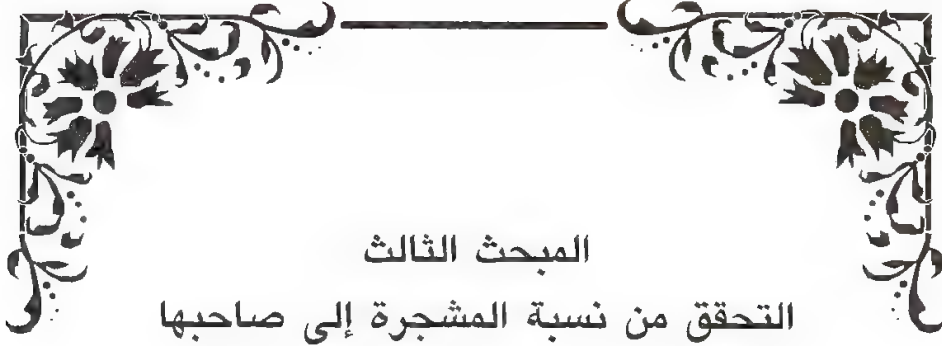 المبحث الثالث
التحقق من نسبة المشجرة إلى صاحبها